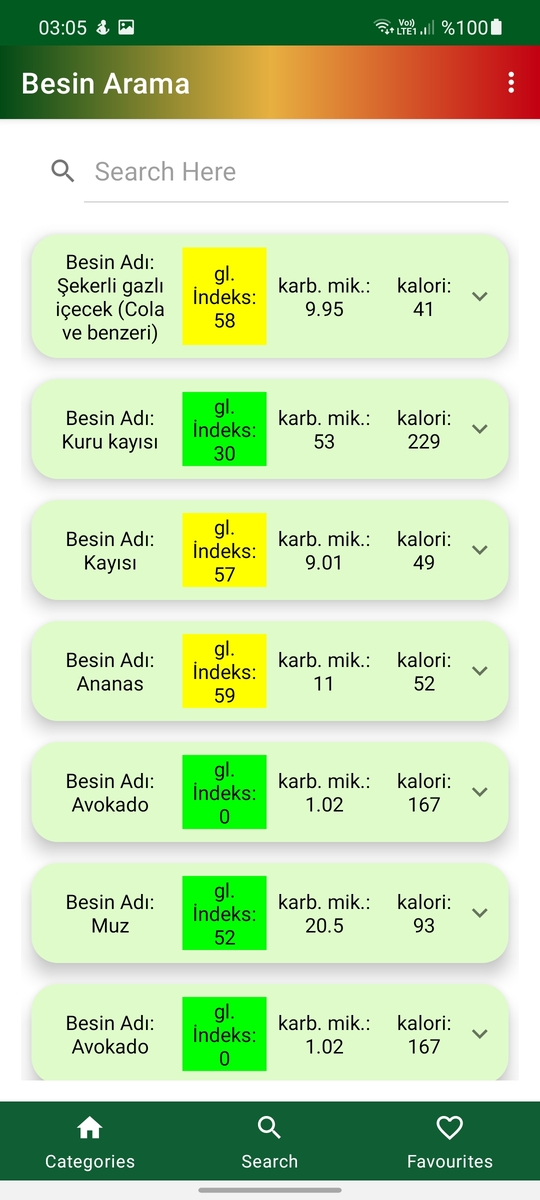 03:05 Vo) LTE1 %100
Besin Arama
Search Here
Besin Adı:
Şekerli gazlı
içecek (Cola
ve benzeri)
gl.
İndeks:
58
karb. mik.:
9.95
kalori:
41
Besin Adı:
Kuru kayısı
gl.
İndeks:
30
karb. mik.:
53
kalori:
229
Besin Adı:
Kayısı
gl.
İndeks:
57
karb. mik.:
9.01
kalori:
49
Besin Adı:
Ananas
gl.
İndeks:
59
karb. mik.:
11
kalori:
52
Besin Adı:
Avokado
gl.
İndeks:
0
karb. mik.:
1.02
kalori:
167
Besin Adı:
Muz
gl.
İndeks:
52
karb. mik.:
20.5
kalori:
93
Besin Adı:
Avokado
gl.
İndeks:
0
karb. mik.:
1.02
kalori:
167
Categories
Search
Favourites